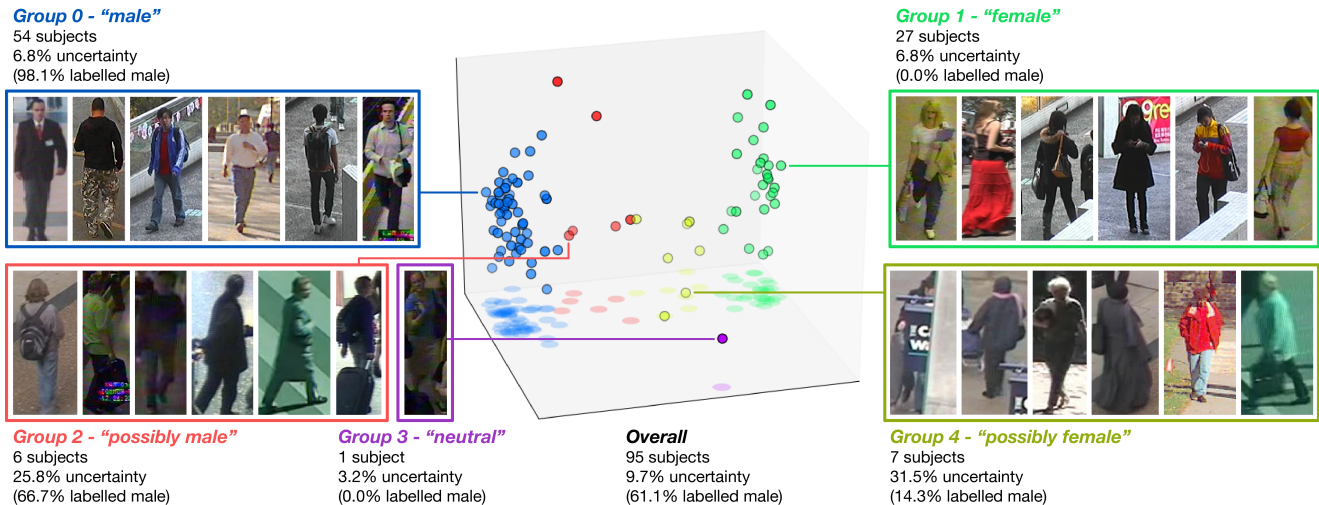 Group 0 - “male”
54 subjects
6.8% uncertainty
(98.1% labelled male)
Group 1 - “female”
27 subjects
6.8% uncertainty
(0.0% labelled male)
Group 2 - “possibly male”
6 subjects
25.8% uncertainty
(66.7% labelled male)
Group 3 - “neutral”
1 subject
3.2% uncertainty
(0.0% labelled male)
Overall
95 subjects
9.7% uncertainty
(61.1% labelled male)
Group 4 - “possibly female”
7 subjects
31.5% uncertainty
(14.3% labelled male)